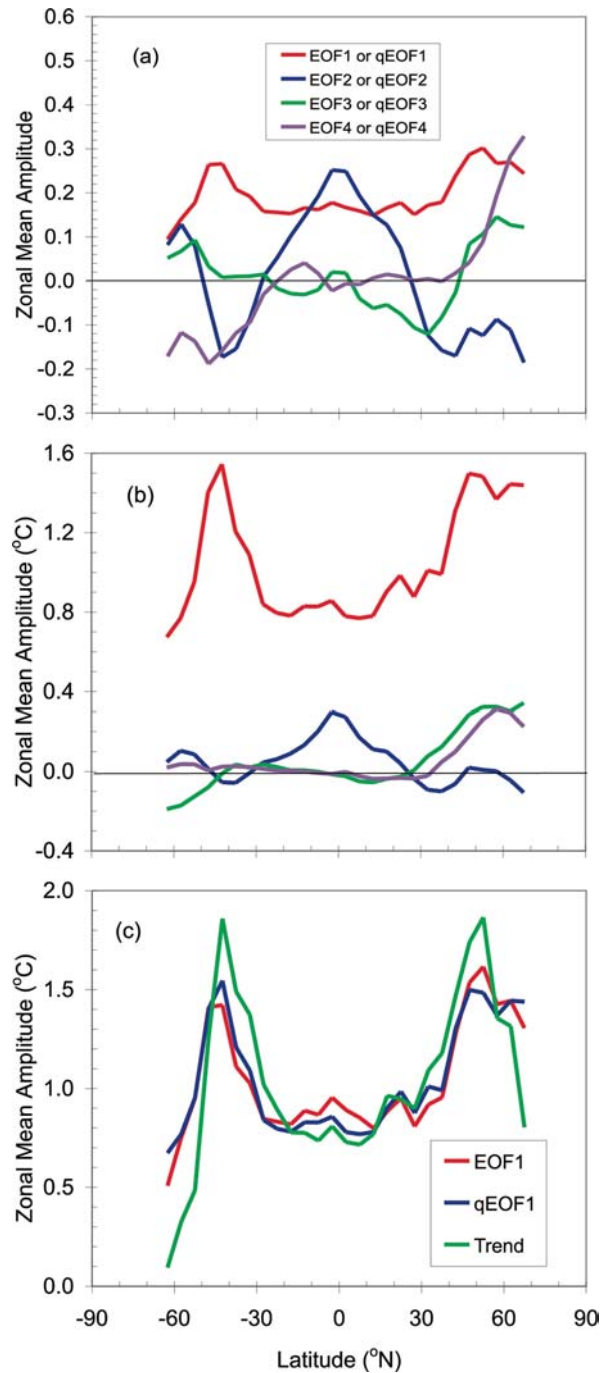 (a)
EOF1 or qEOF1
EOF2 or qEOF2
EOF3 or qEOF3
EOF4 or qEOF4
0.6
0.5
0.4
0.3
0.2
0.1
0.0
-0.1
-0.2
-0.3
Zonal Mean Amplitude
(b)
1.6
1.2
0.8
0.4
0.0
-0.4
Zonal Mean Amplitude (°C)
(c)
2.0
1.5
1.0
0.5
0.0
Zonal Mean Amplitude (°C)
EOF1
qEOF1
Trend
-90 -60 -30 0 30 60 90
Latitude (°N)